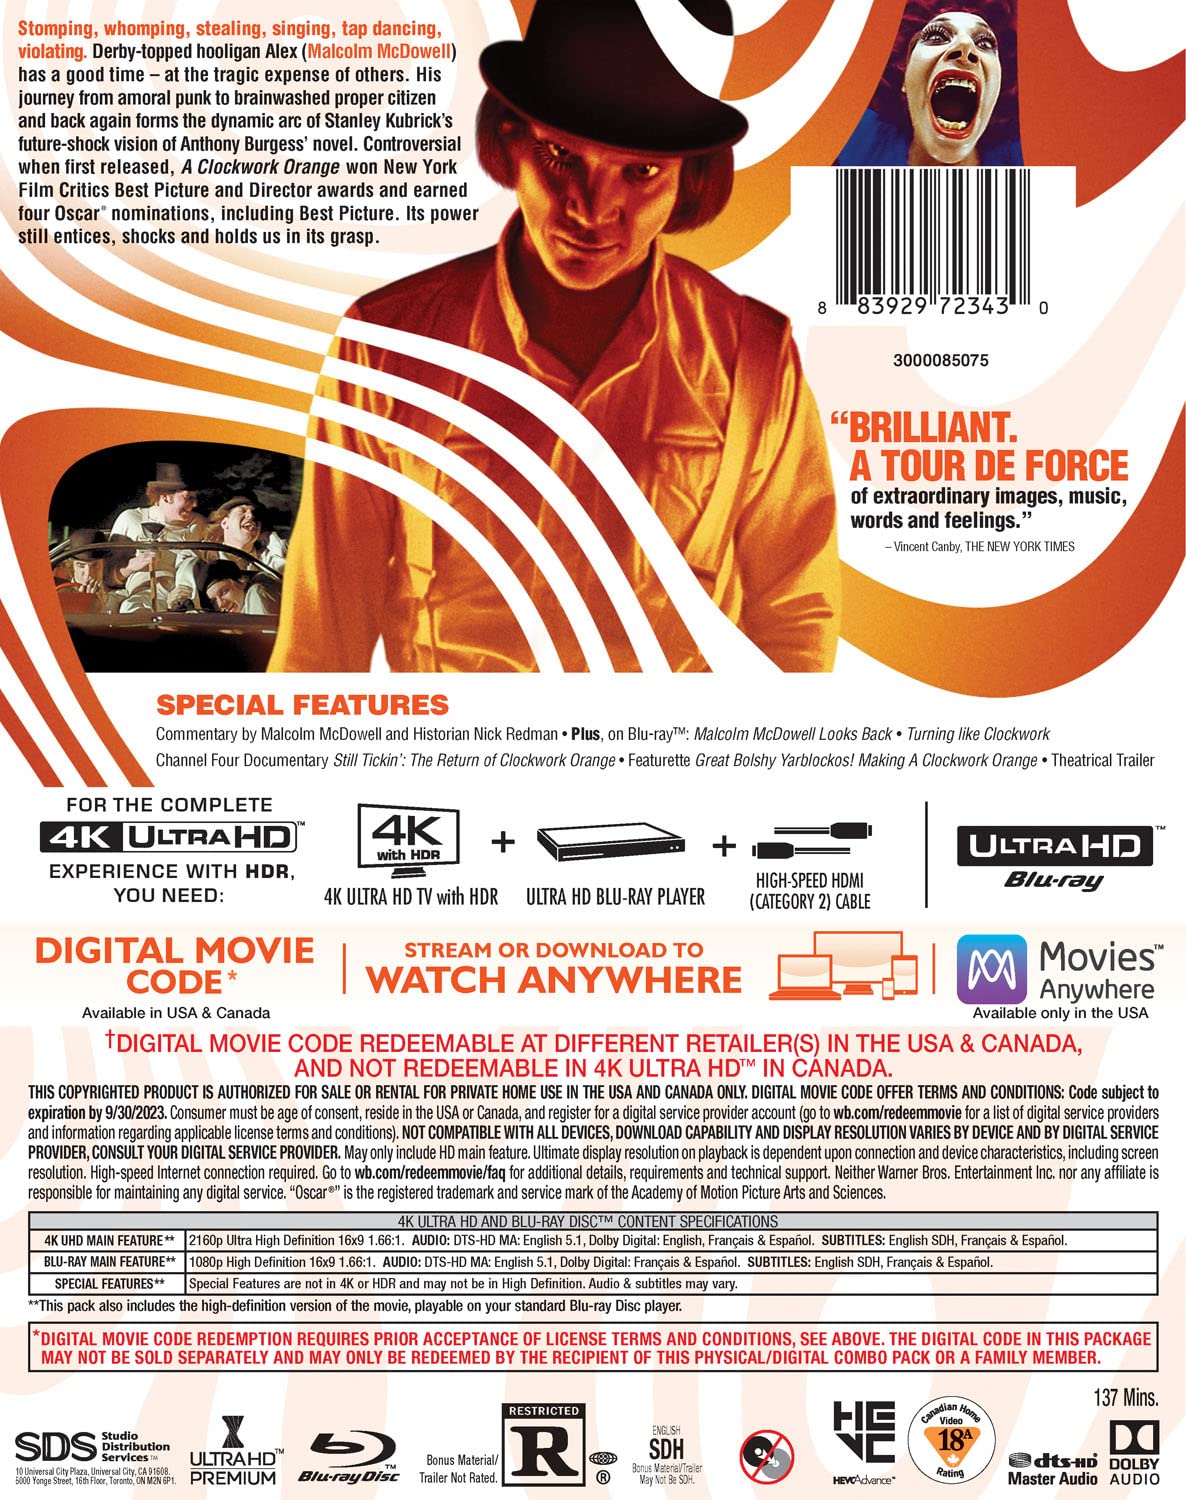 Stomping, whomping, stealing, singing, tap dancing,
violating. Derby-topped hooligan Alex (Malcolm McDowell)
has a good time – at the tragic expense of others. His
journey from amoral punk to brainwashed proper citizen
and back again forms the dynamic arc of Stanley Kubrick's
future-shock vision of Anthony Burgess' novel. Controversial
when first released, A Clockwork Orange won New York
Film Critics Best Picture and Director awards and earned
four Oscar® nominations, including Best Picture. Its power
still entices, shocks and holds us in its grasp.
8 83929 72343 0
3000085075
“BRILLIANT.
A TOUR DE FORCE
of extraordinary images, music,
words and feelings.”
– Vincent Canby, THE NEW YORK TIMES
SPECIAL FEATURES
Commentary by Malcolm McDowell and Historian Nick Redman • Plus, on Blu-ray™: Malcolm McDowell Looks Back • Turning like Clockwork
Channel Four Documentary Still Tickin': The Return of Clockwork Orange • Featurette Great Bolshy Yarblockos! Making A Clockwork Orange • Theatrical Trailer
FOR THE COMPLETE
4K ULTRA HD™
EXPERIENCE WITH HDR,
YOU NEED:
4K
with HDR
4K ULTRA HD TV with HDR
+
ULTRA HD BLU-RAY PLAYER
+
HIGH-SPEED HDMI
(CATEGORY 2) CABLE
ULTRA HD™
Blu-ray
DIGITAL MOVIE
CODE*
Available in USA & Canada
STREAM OR DOWNLOAD TO
WATCH ANYWHERE
Movies™
Anywhere
Available only in the USA
†DIGITAL MOVIE CODE REDEEMABLE AT DIFFERENT RETAILER(S) IN THE USA & CANADA,
AND NOT REDEEMABLE IN 4K ULTRA HD™ IN CANADA.
THIS COPYRIGHTED PRODUCT IS AUTHORIZED FOR SALE OR RENTAL FOR PRIVATE HOME USE IN THE USA AND CANADA ONLY. DIGITAL MOVIE CODE OFFER TERMS AND CONDITIONS: Code subject to
expiration by 9/30/2023. Consumer must be age of consent, reside in the USA or Canada, and register for a digital service provider account (go to wb.com/redeemmovie for a list of digital service providers
and information regarding applicable license terms and conditions). NOT COMPATIBLE WITH ALL DEVICES, DOWNLOAD CAPABILITY AND DISPLAY RESOLUTION VARIES BY DEVICE AND BY DIGITAL SERVICE
PROVIDER, CONSULT YOUR DIGITAL SERVICE PROVIDER. May only include HD main feature. Ultimate display resolution on playback is dependent upon connection and device characteristics, including screen
resolution. High-speed Internet connection required. Go to wb.com/redeemmovie/faq for additional details, requirements and technical support. Neither Warner Bros. Entertainment Inc. nor any affiliate is
responsible for maintaining any digital service. “Oscar®” is the registered trademark and service mark of the Academy of Motion Picture Arts and Sciences.
4K ULTRA HD AND BLU-RAY DISC™ CONTENT SPECIFICATIONS
4K UHD MAIN FEATURE** 2160p Ultra High Definition 16x9 1.66:1. AUDIO: DTS-HD MA: English 5.1, Dolby Digital: English, Français & Español. SUBTITLES: English SDH, Français & Español.
BLU-RAY MAIN FEATURE** 1080p High Definition 16x9 1.66:1. AUDIO: DTS-HD MA: English 5.1, Dolby Digital: Français & Español. SUBTITLES: English SDH, Français & Español.
SPECIAL FEATURES** Special Features are not in 4K or HDR and may not be in High Definition. Audio & subtitles may vary.
**This pack also includes the high-definition version of the movie, playable on your standard Blu-ray Disc player.
*DIGITAL MOVIE CODE REDEMPTION REQUIRES PRIOR ACCEPTANCE OF LICENSE TERMS AND CONDITIONS, SEE ABOVE. THE DIGITAL CODE IN THIS PACKAGE
MAY NOT BE SOLD SEPARATELY AND MAY ONLY BE REDEEMED BY THE RECIPIENT OF THIS PHYSICAL/DIGITAL COMBO PACK OR A FAMILY MEMBER.
137 Mins.
SDS Studio
Distribution
Services™
10 Universal City Plaza, Universal City, CA 91608.
5000 Yonge Street, 16th Floor, Toronto, ON M2N 6P1.
ULTRA HD™
PREMIUM
Blu-ray Disc™
Bonus Material/
Trailer Not Rated.
RESTRICTED
R
®
ENGLISH
SDH
Bonus Material/Trailer
May Not Be SDH.
HEVC
HEVC Advance™
Canadian Home
Video
18A
Rating
dts-HD
Master Audio
DOLBY
AUDIO